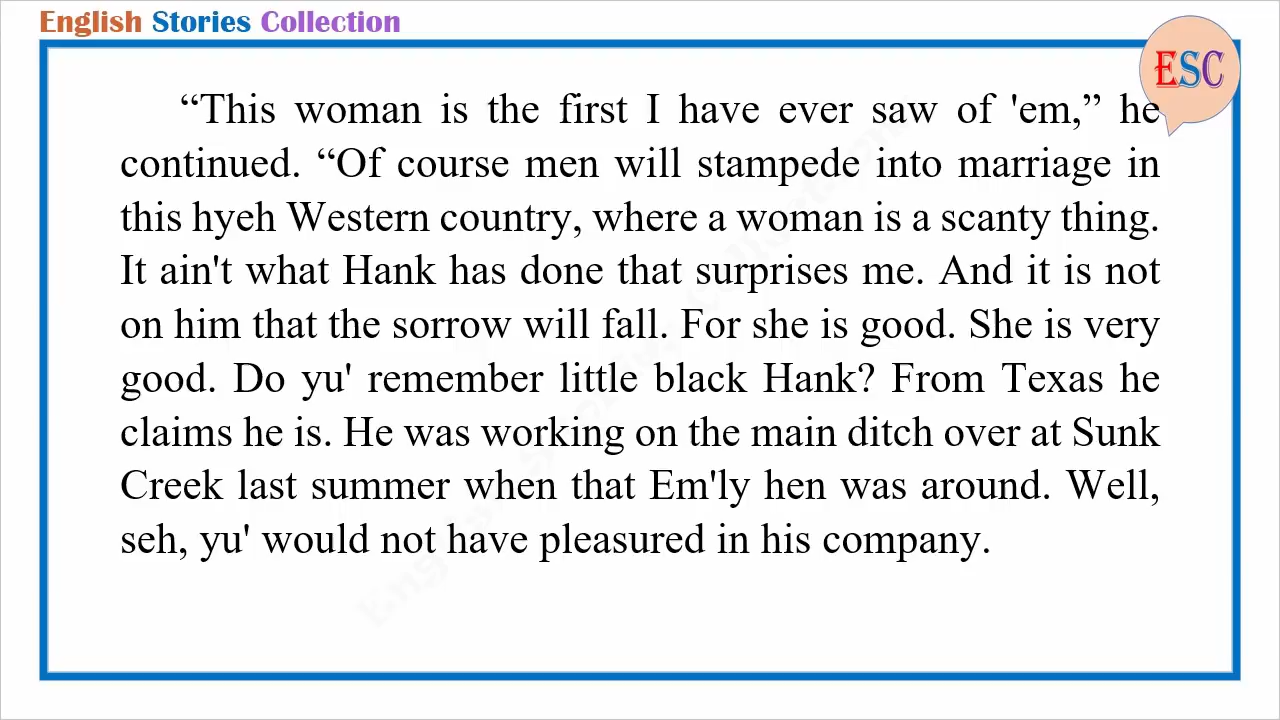 English Stories Collection
ESC
“This woman is the first I have ever saw of 'em,” he
continued. “Of course men will stampede into marriage in
this hyeh Western country, where a woman is a scanty thing.
It ain't what Hank has done that surprises me. And it is not
on him that the sorrow will fall. For she is good. She is very
good. Do yu' remember little black Hank? From Texas he
claims he is. He was working on the main ditch over at Sunk
Creek last summer when that Em'ly hen was around. Well,
seh, yu' would not have pleasured in his company.